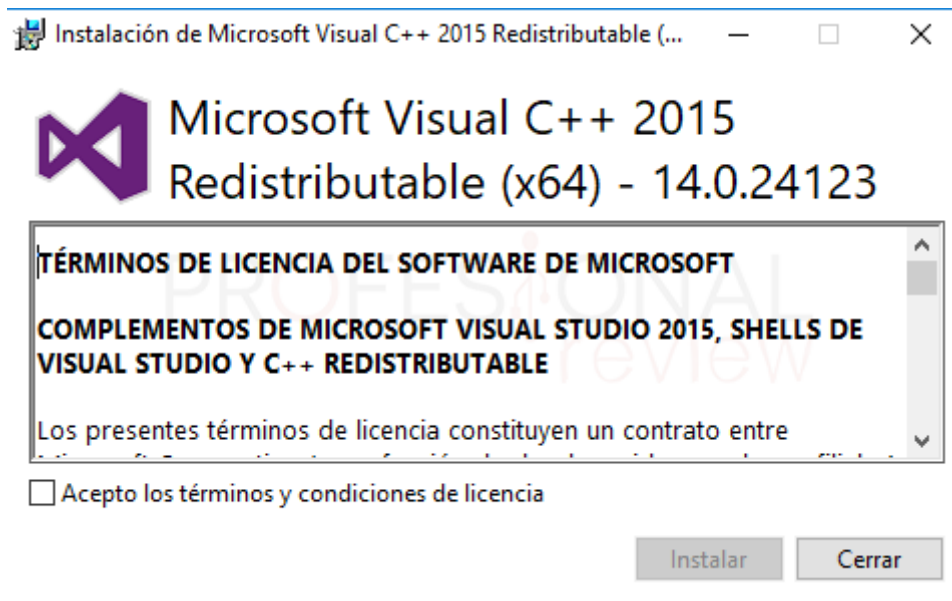 Instalación de Microsoft Visual C++ 2015 Redistributable (...
Microsoft Visual C++ 2015
Redistributable (x64) - 14.0.24123
TÉRMINOS DE LICENCIA DEL SOFTWARE DE MICROSOFT
PROFESIONAL
review
COMPLEMENTOS DE MICROSOFT VISUAL STUDIO 2015, SHELLS DE
VISUAL STUDIO Y C++ REDISTRIBUTABLE
Los presentes términos de licencia constituyen un contrato entre
Acepto los términos y condiciones de licencia
Instalar
Cerrar